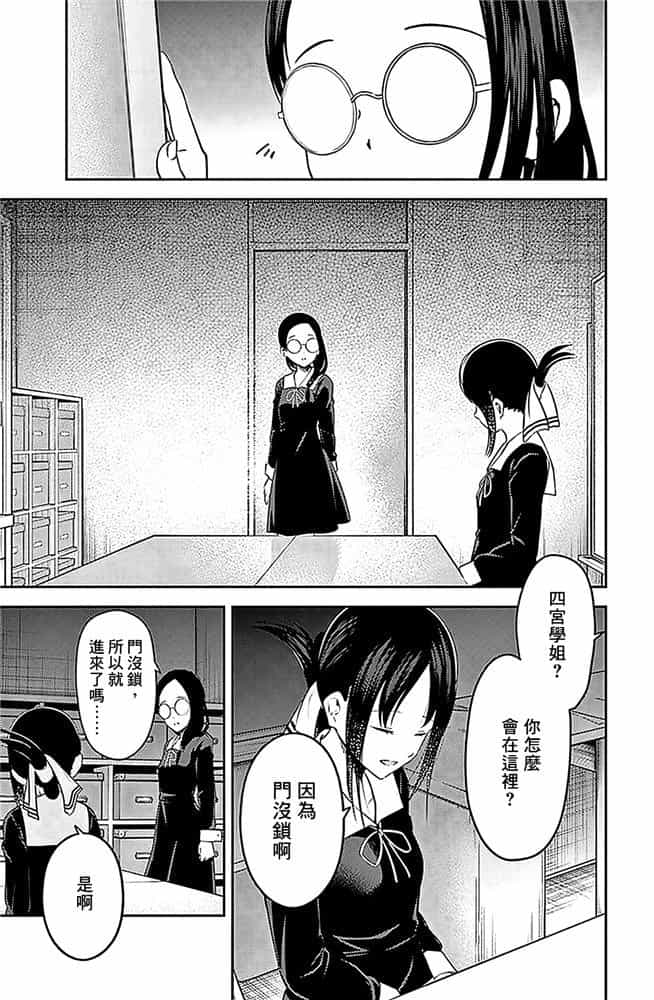 四宮學姐？
你怎麼
會在這裡？
因為
門沒鎖啊
門沒鎖，
所以就
進來了嗎……
是啊